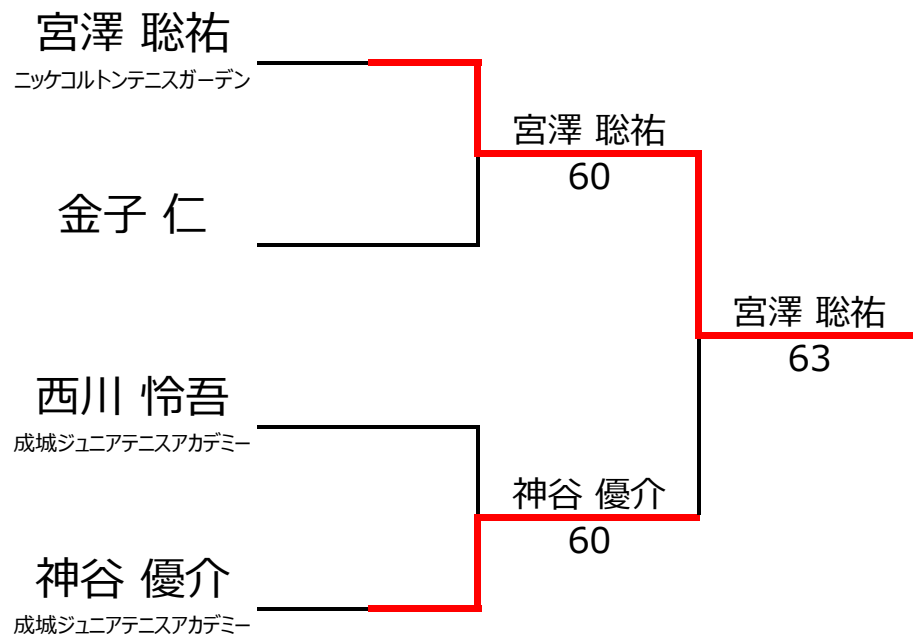 宮澤 聡祐
ニッケコルトンテニスガーデン
宮澤 聡祐
60
金子 仁
宮澤 聡祐
63
西川 怜吾
成城ジュニアテニスアカデミー
神谷 優介
60
神谷 優介
成城ジュニアテニスアカデミー